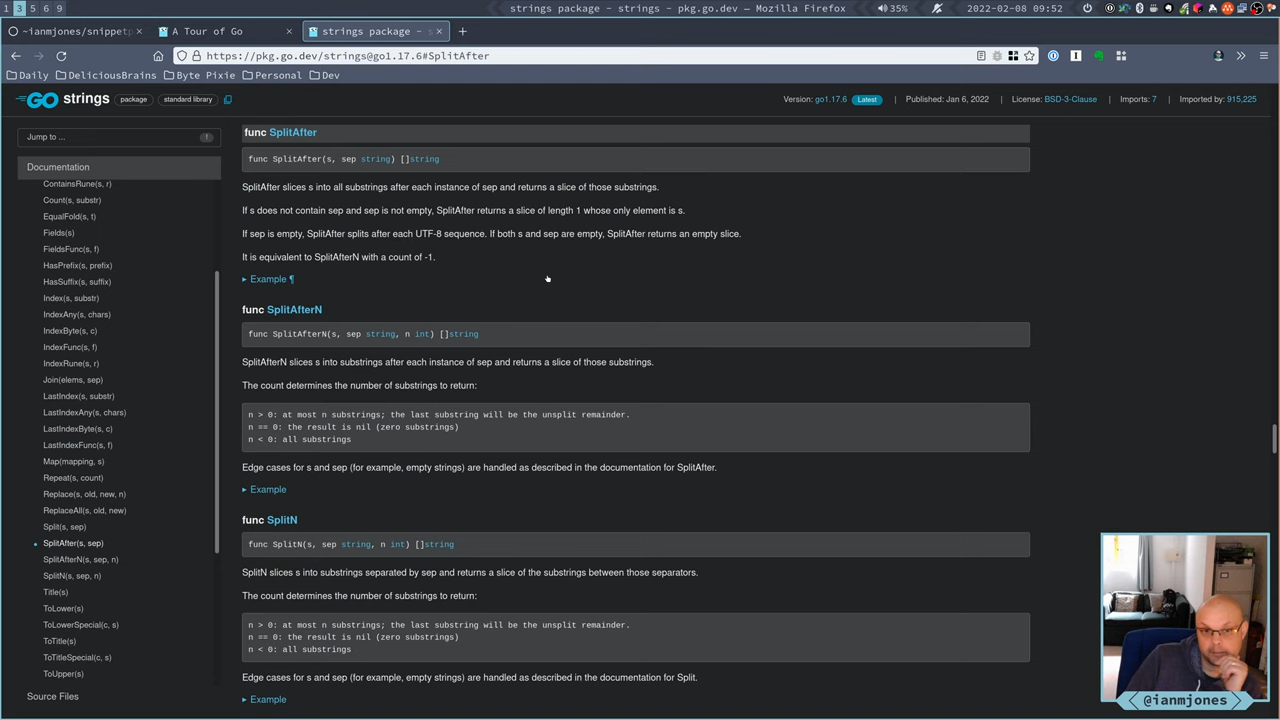 1 3 5 6 9
strings package - strings - pkg.go.dev — Mozilla Firefox
35%
2022-02-08 09:52
~ianmjones/snippetp
A Tour of Go
strings package - s
https://pkg.go.dev/strings@go1.17.6#SplitAfter
Daily
DeliciousBrains
Byte Pixie
Personal
Dev
GO strings
package
standard library
Version: go1.17.6 Latest
Published: Jan 6, 2022
License: BSD-3-Clause
Imports: 7
Imported by: 915,225
Jump to ...
f
Documentation
ContainsRune(s, r)
Count(s, substr)
EqualFold(s, t)
Fields(s)
FieldsFunc(s, f)
HasPrefix(s, prefix)
HasSuffix(s, suffix)
Index(s, substr)
IndexAny(s, chars)
IndexByte(s, c)
IndexFunc(s, f)
IndexRune(s, r)
Join(elems, sep)
LastIndex(s, substr)
LastIndexAny(s, chars)
LastIndexByte(s, c)
LastIndexFunc(s, f)
Map(mapping, s)
Repeat(s, count)
Replace(s, old, new, n)
ReplaceAll(s, old, new)
Split(s, sep)
SplitAfter(s, sep)
SplitAfterN(s, sep, n)
SplitN(s, sep, n)
Title(s)
ToLower(s)
ToLowerSpecial(c, s)
ToTitle(s)
ToTitleSpecial(c, s)
ToUpper(s)
Source Files
func SplitAfter
func SplitAfter(s, sep string) []string
SplitAfter slices s into all substrings after each instance of sep and returns a slice of those substrings.
If s does not contain sep and sep is not empty, SplitAfter returns a slice of length 1 whose only element is s.
If sep is empty, SplitAfter splits after each UTF-8 sequence. If both s and sep are empty, SplitAfter returns an empty slice.
It is equivalent to SplitAfterN with a count of -1.
▸ Example ¶
func SplitAfterN
func SplitAfterN(s, sep string, n int) []string
SplitAfterN slices s into substrings after each instance of sep and returns a slice of those substrings.
The count determines the number of substrings to return:
n > 0: at most n substrings; the last substring will be the unsplit remainder.
n == 0: the result is nil (zero substrings)
n < 0: all substrings
Edge cases for s and sep (for example, empty strings) are handled as described in the documentation for SplitAfter.
▸ Example
func SplitN
func SplitN(s, sep string, n int) []string
SplitN slices s into substrings separated by sep and returns a slice of the substrings between those separators.
The count determines the number of substrings to return:
n > 0: at most n substrings; the last substring will be the unsplit remainder.
n == 0: the result is nil (zero substrings)
n < 0: all substrings
Edge cases for s and sep (for example, empty strings) are handled as described in the documentation for Split.
▸ Example
@ianmjones